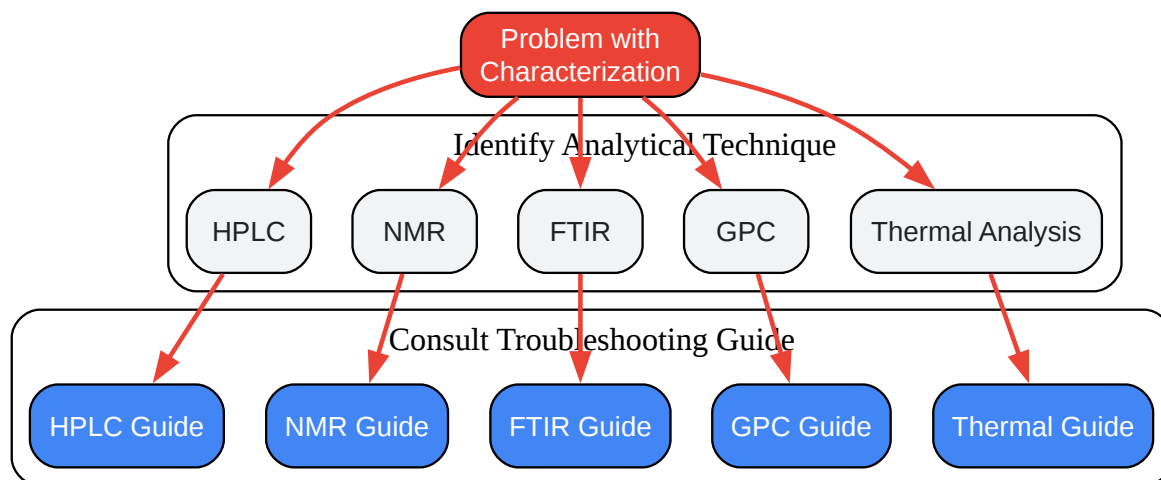 Problem with
Characterization
Identify Analytical Technique
HPLC
NMR
FTIR
GPC
Thermal Analysis
Consult Troubleshooting Guide
HPLC Guide
NMR Guide
FTIR Guide
GPC Guide
Thermal Guide